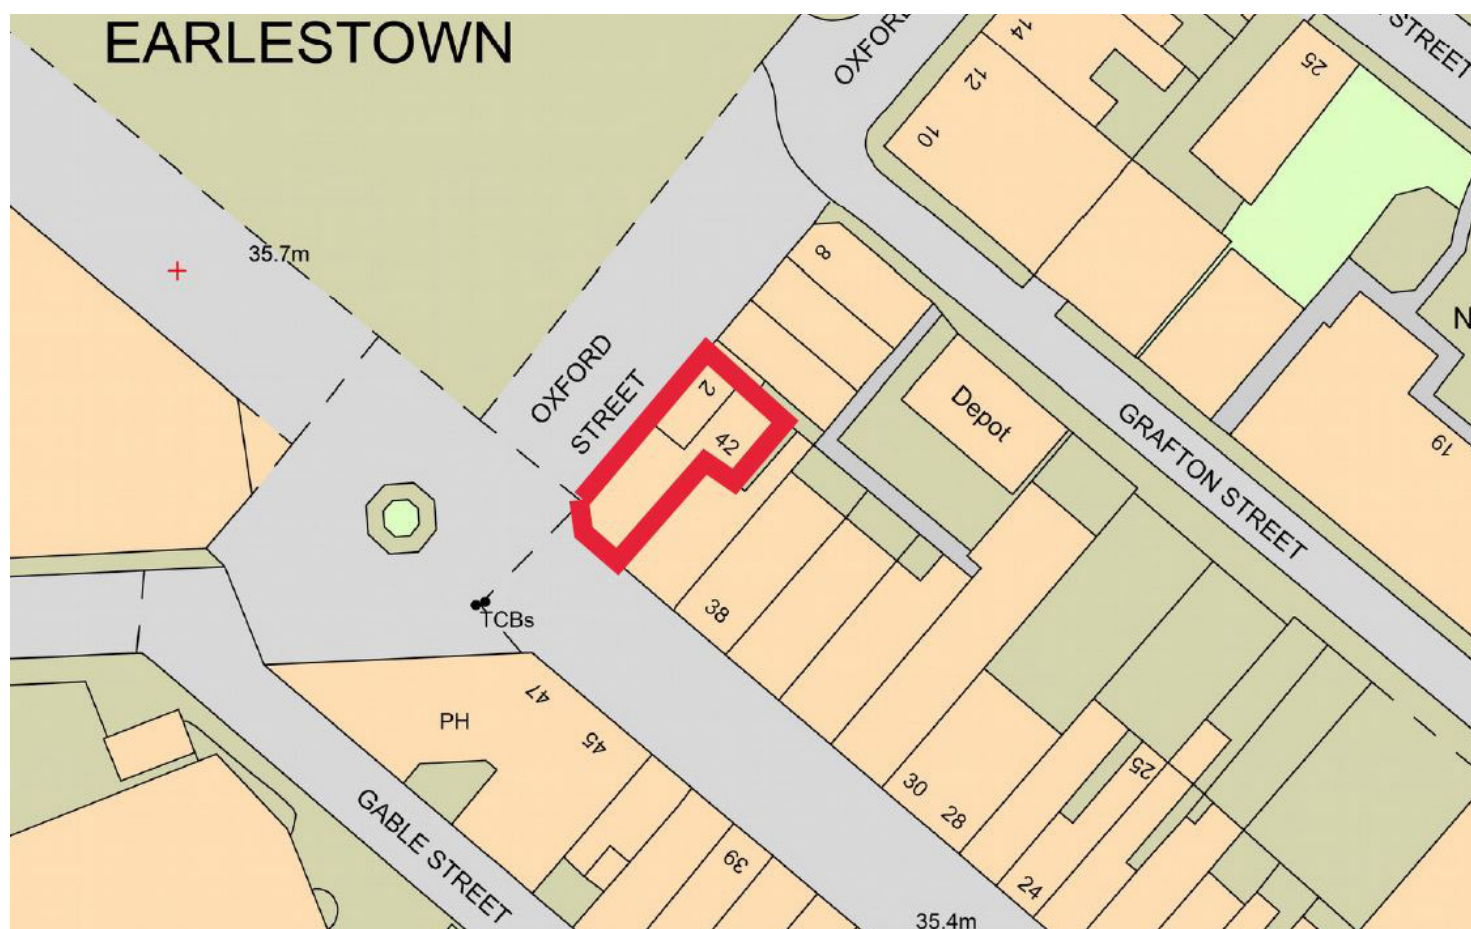 EARLESTOWN
OXFORD
14
12
10
25
STREET
35.7m
8
OXFORD
STREET
2
42
Depot
GRAFTON STREET
19
N
TCBs
38
47
PH
45
GABLE STREET
39
30
28
25
24
35.4m